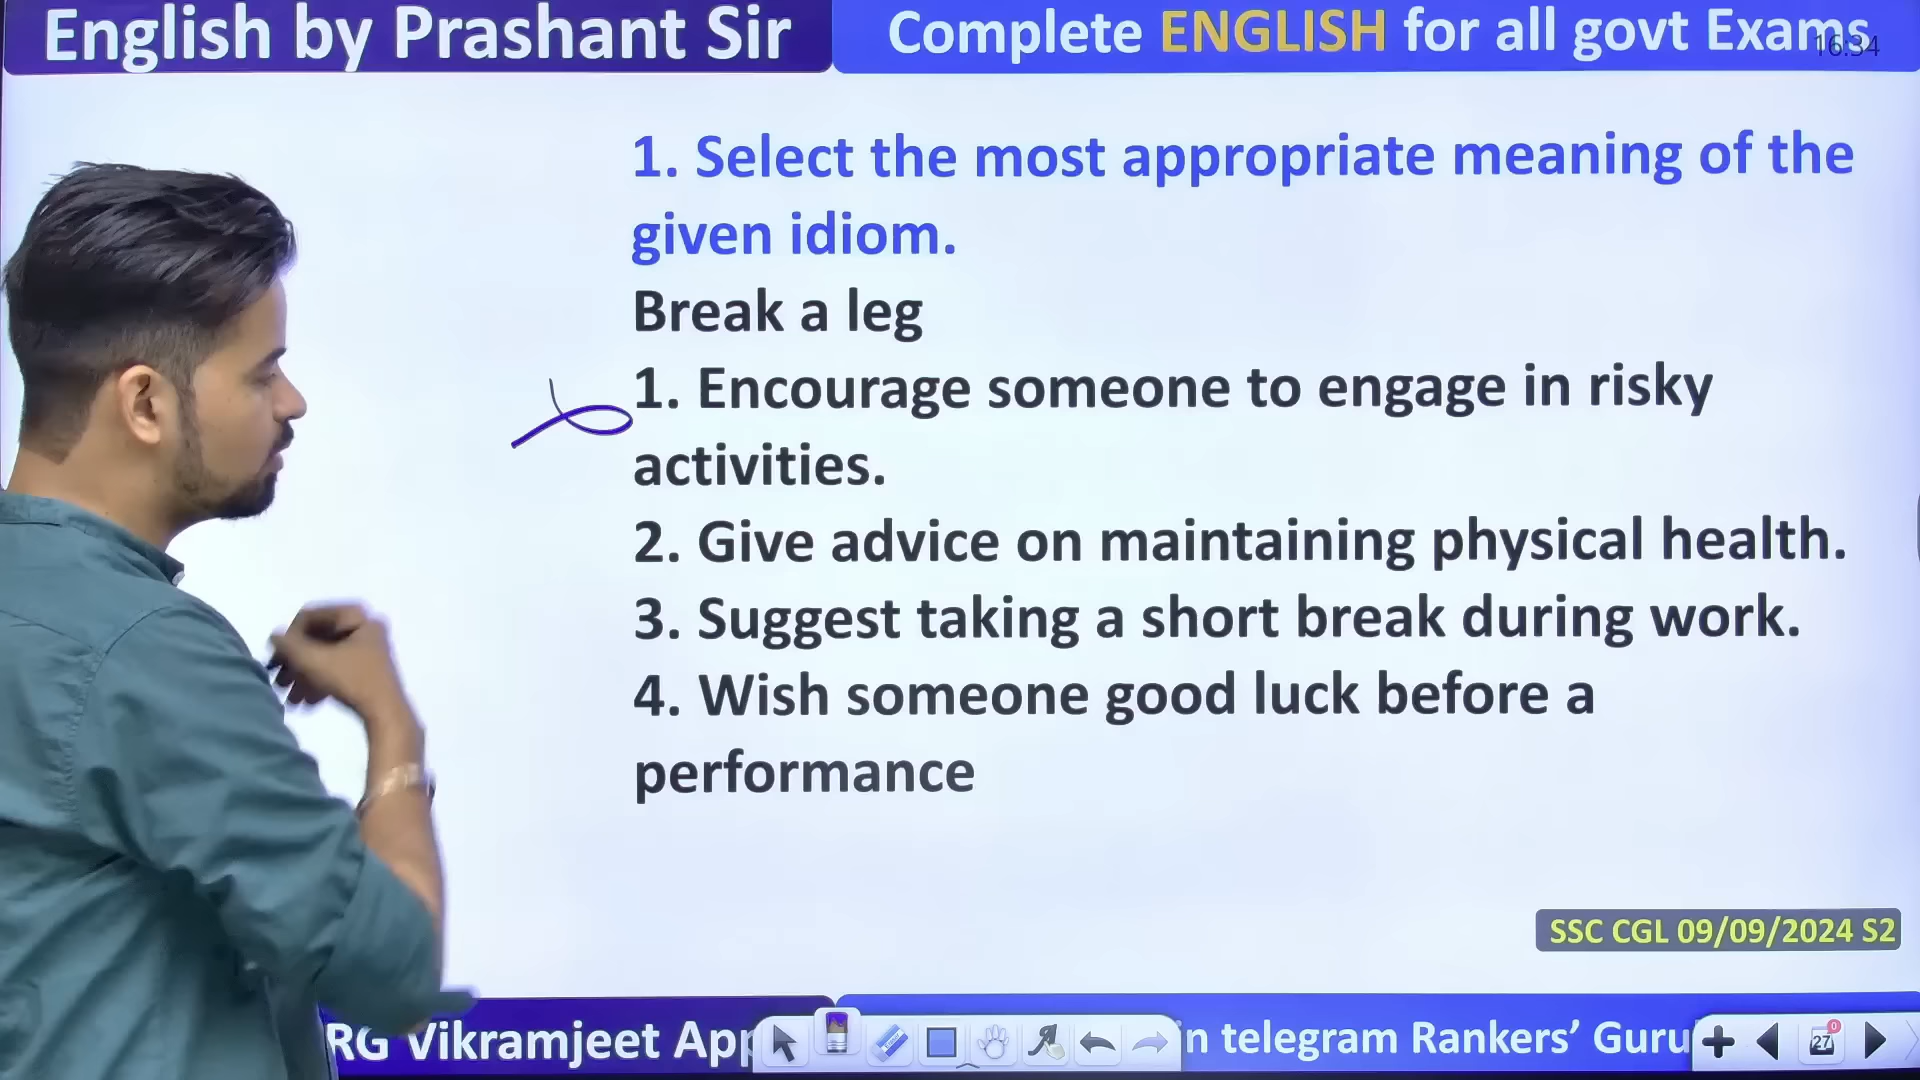 English by Prashant Sir
Complete ENGLISH for all govt Exams
16:34
1. Select the most appropriate meaning of the
given idiom.
Break a leg
1. Encourage someone to engage in risky
activities.
2. Give advice on maintaining physical health.
3. Suggest taking a short break during work.
4. Wish someone good luck before a
performance
SSC CGL 09/09/2024 S2
RG Vikramjeet App
in telegram Rankers’ Guru
27
0